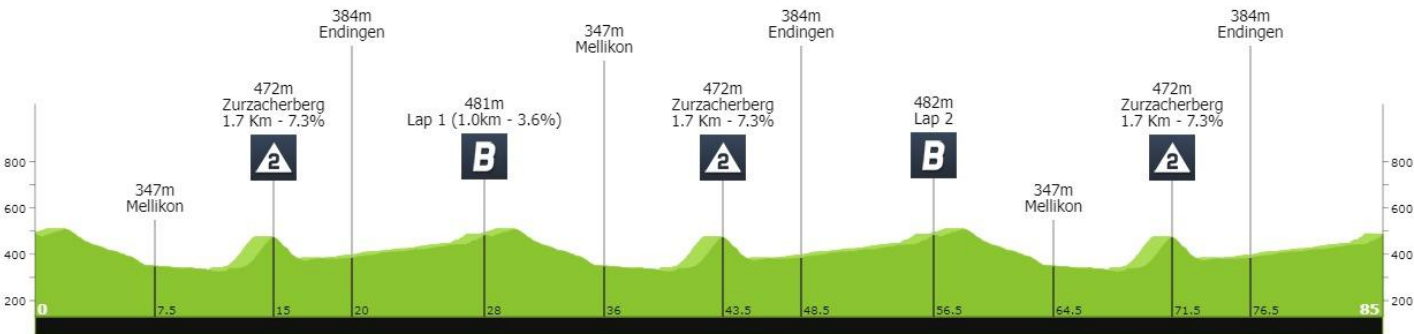 384m
Endingen
347m
Mellikon
384m
Endingen
384m
Endingen
472m
Zurzacherberg
1.7 Km - 7.3%
2
481m
Lap 1 (1.0km - 3.6%)
B
472m
Zurzacherberg
1.7 Km - 7.3%
2
482m
Lap 2
B
472m
Zurzacherberg
1.7 Km - 7.3%
2
347m
Mellikon
347m
Mellikon
800
600
400
200
800
600
400
200
0 7.5 15 20 28 36 43.5 48.5 56.5 64.5 71.5 76.5 85